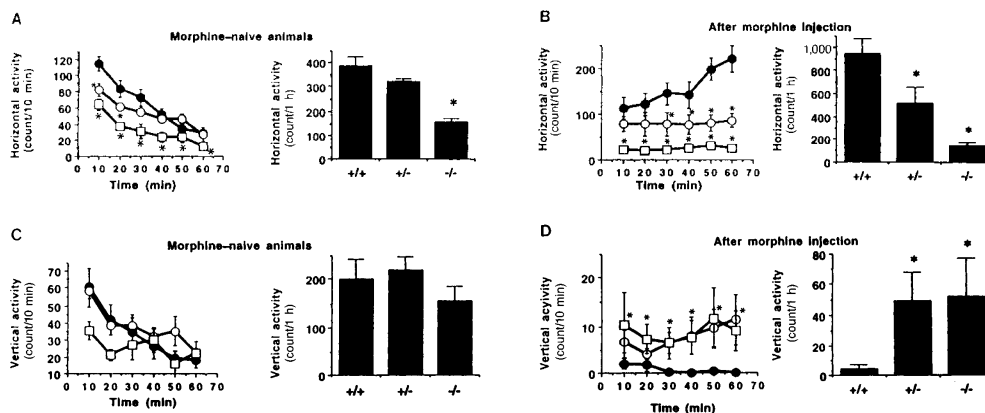 A
Morphine–naive animals
Horizontal activity
(count/10 min)
120
100
80
60
40
20
0
10 20 30 40 50 60 70
Time (min)
Horizontal activity
(count/1 h)
400
300
200
100
0
+/+ +/- -/-
*
* * * * * * * *
B
After morphine injection
Horizontal activity
(count/10 min)
200
100
0
0 10 20 30 40 50 60 70
Time (min)
* * * *
* * * * * *
Horizontal activity
(count/1 h)
1,000
800
600
400
200
0
+/+ +/- -/-
* *
C
Morphine–naive animals
Vertical activity
(count/10 min)
70
60
50
40
30
20
10
0 10 20 30 40 50 60 70
Time (min)
Vertical activity
(count/1 h)
200
100
0
+/+ +/- -/-
D
After morphine injection
Vertical acyivity
(count/10 min)
20
10
0
0 10 20 30 40 50 60 70
Time (min)
* * * * * *
Vertical activity
(count/1 h)
80
60
40
20
0
+/+ +/- -/-
* *